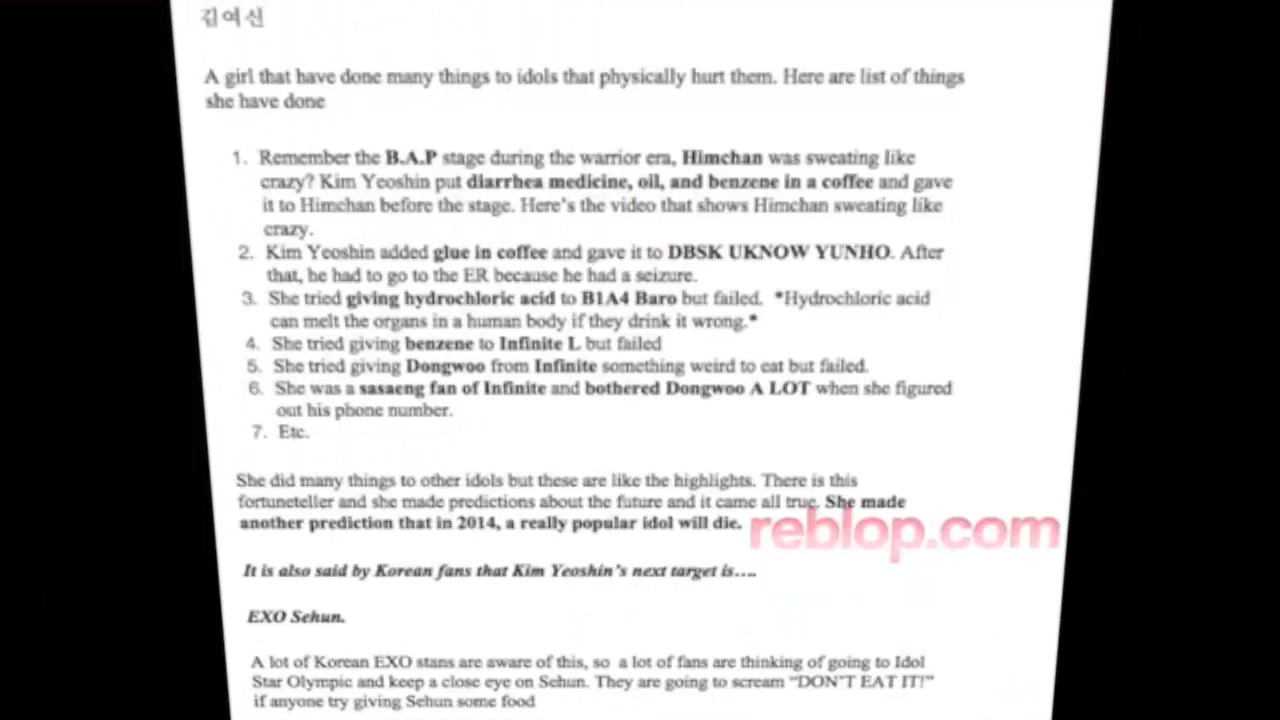 김여신
A girl that have done many things to idols that physically hurt them. Here are list of things
she have done
1. Remember the B.A.P stage during the warrior era, Himchan was sweating like
crazy? Kim Yeoshin put diarrhea medicine, oil, and benzene in a coffee and gave
it to Himchan before the stage. Here's the video that shows Himchan sweating like
crazy.
2. Kim Yeoshin added glue in coffee and gave it to DBSK UKNOW YUNHO. After
that, he had to go to the ER because he had a seizure.
3. She tried giving hydrochloric acid to B1A4 Baro but failed. *Hydrochloric acid
can melt the organs in a human body if they drink it wrong.*
4. She tried giving benzene to Infinite L but failed
5. She tried giving Dongwoo from Infinite something weird to eat but failed.
6. She was a sasaeng fan of Infinite and bothered Dongwoo A LOT when she figured
out his phone number.
7. Etc.
She did many things to other idols but these are like the highlights. There is this
fortuneteller and she made predictions about the future and it came all true. She made
another prediction that in 2014, a really popular idol will die.
reblop.com
It is also said by Korean fans that Kim Yeoshin's next target is....
EXO Sehun.
A lot of Korean EXO stans are aware of this, so a lot of fans are thinking of going to Idol
Star Olympic and keep a close eye on Sehun. They are going to scream "DON'T EAT IT!"
if anyone try giving Sehun some food